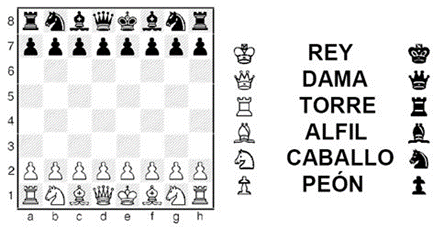 8
7
6
5
4
3
2
1
a b c d e f g h
REY
DAMA
TORRE
ALFIL
CABALLO
PEÓN